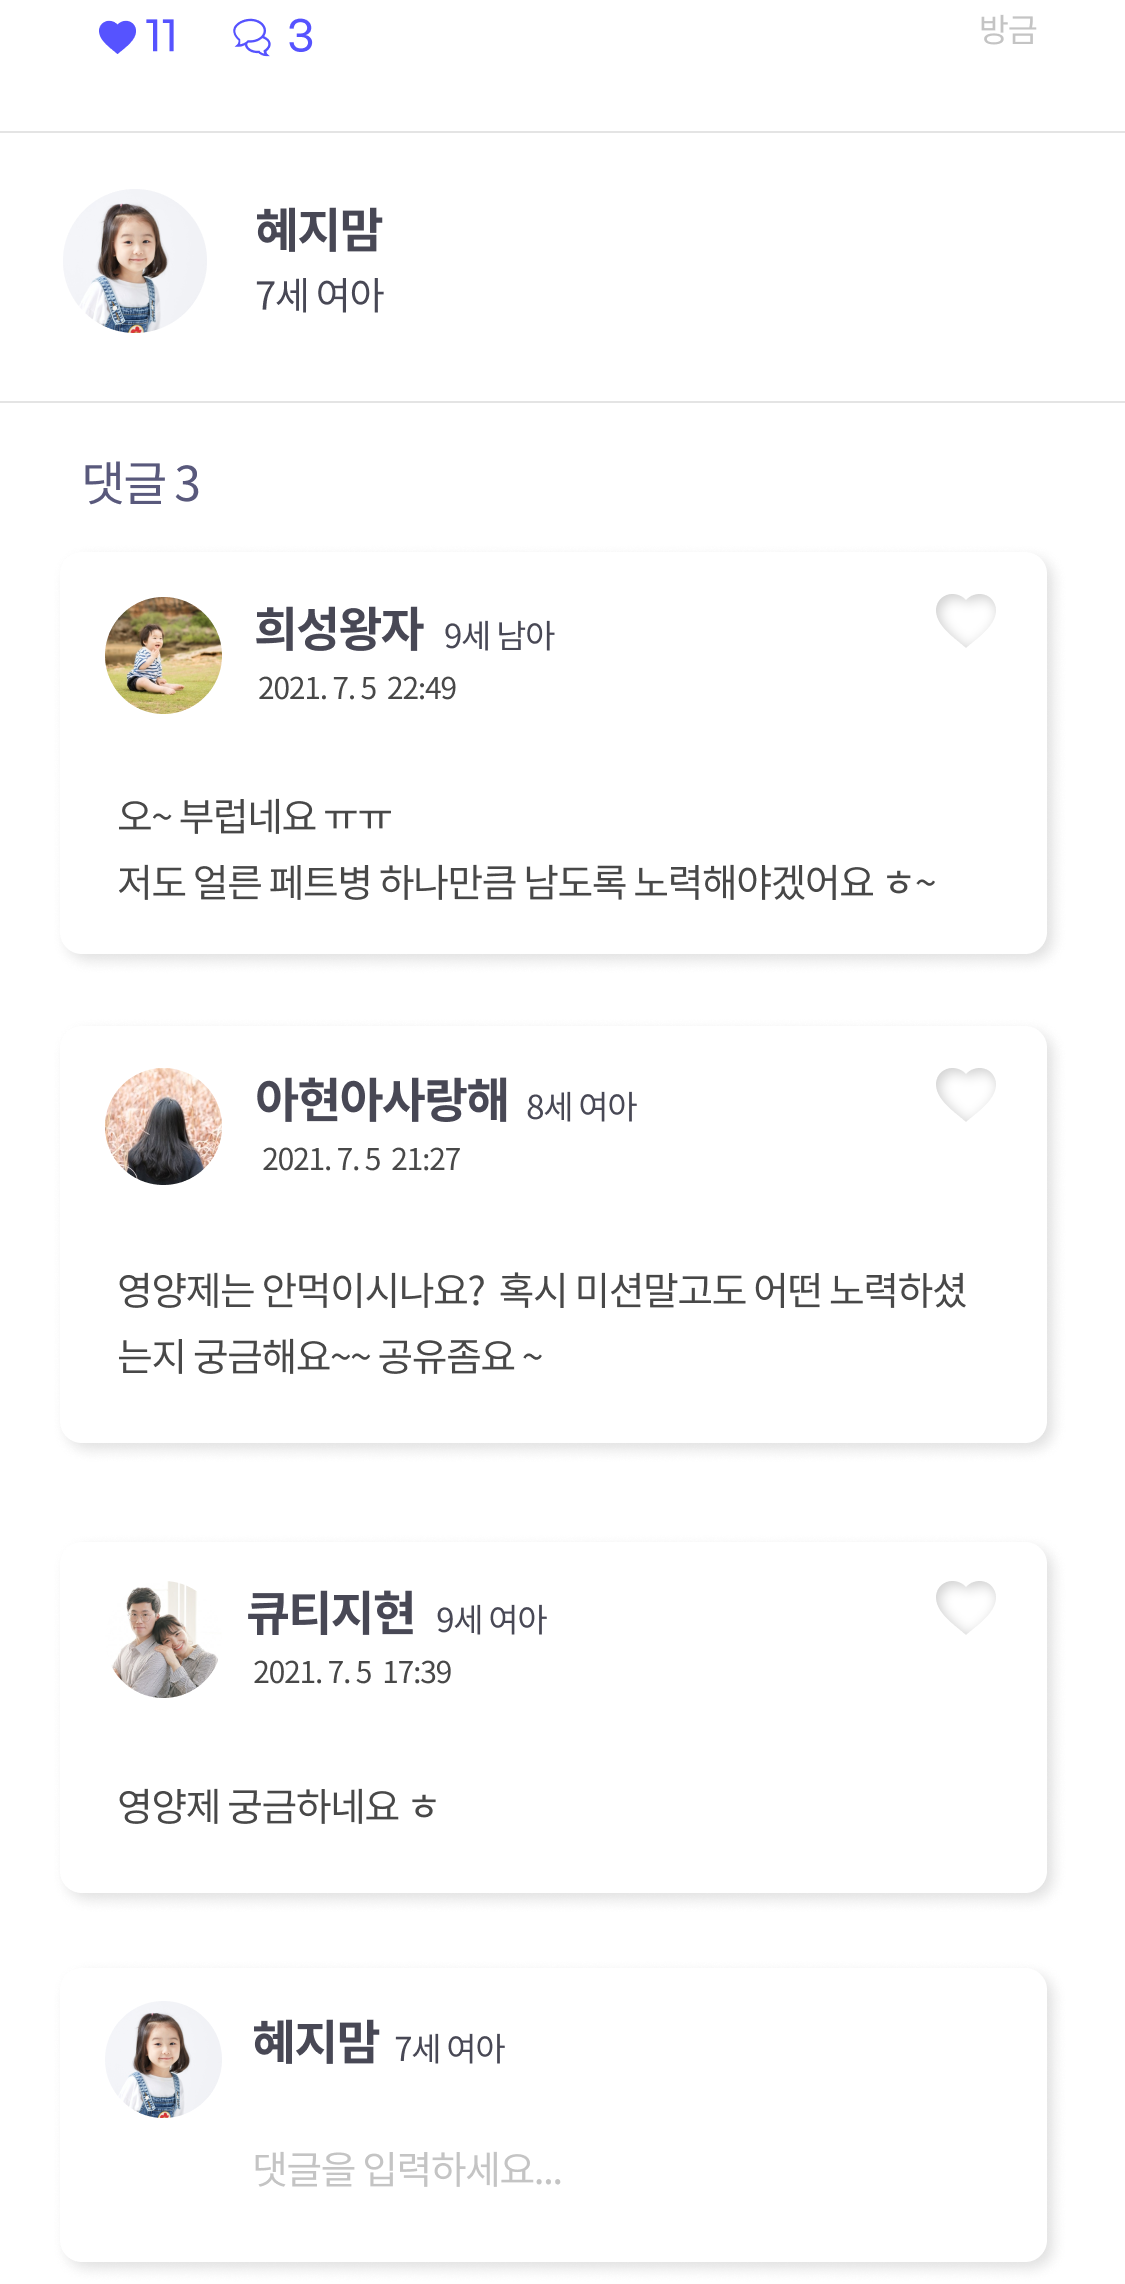 11 3 방금
혜지맘
7세 여아
댓글 3
희성왕자 9세 남아
2021. 7. 5 22:49
오~ 부럽네요 ㅠㅠ
저도 얼른 페트병 하나만큼 남도록 노력해야겠어요 ㅎ~
아현아사랑해 8세 여아
2021. 7. 5 21:27
영양제는 안먹이시나요? 혹시 미션말고도 어떤 노력하셨
는지 궁금해요~~ 공유좀요 ~
큐티지현 9세 여아
2021. 7. 5 17:39
영양제 궁금하네요 ㅎ
혜지맘 7세 여아
댓글을 입력하세요...